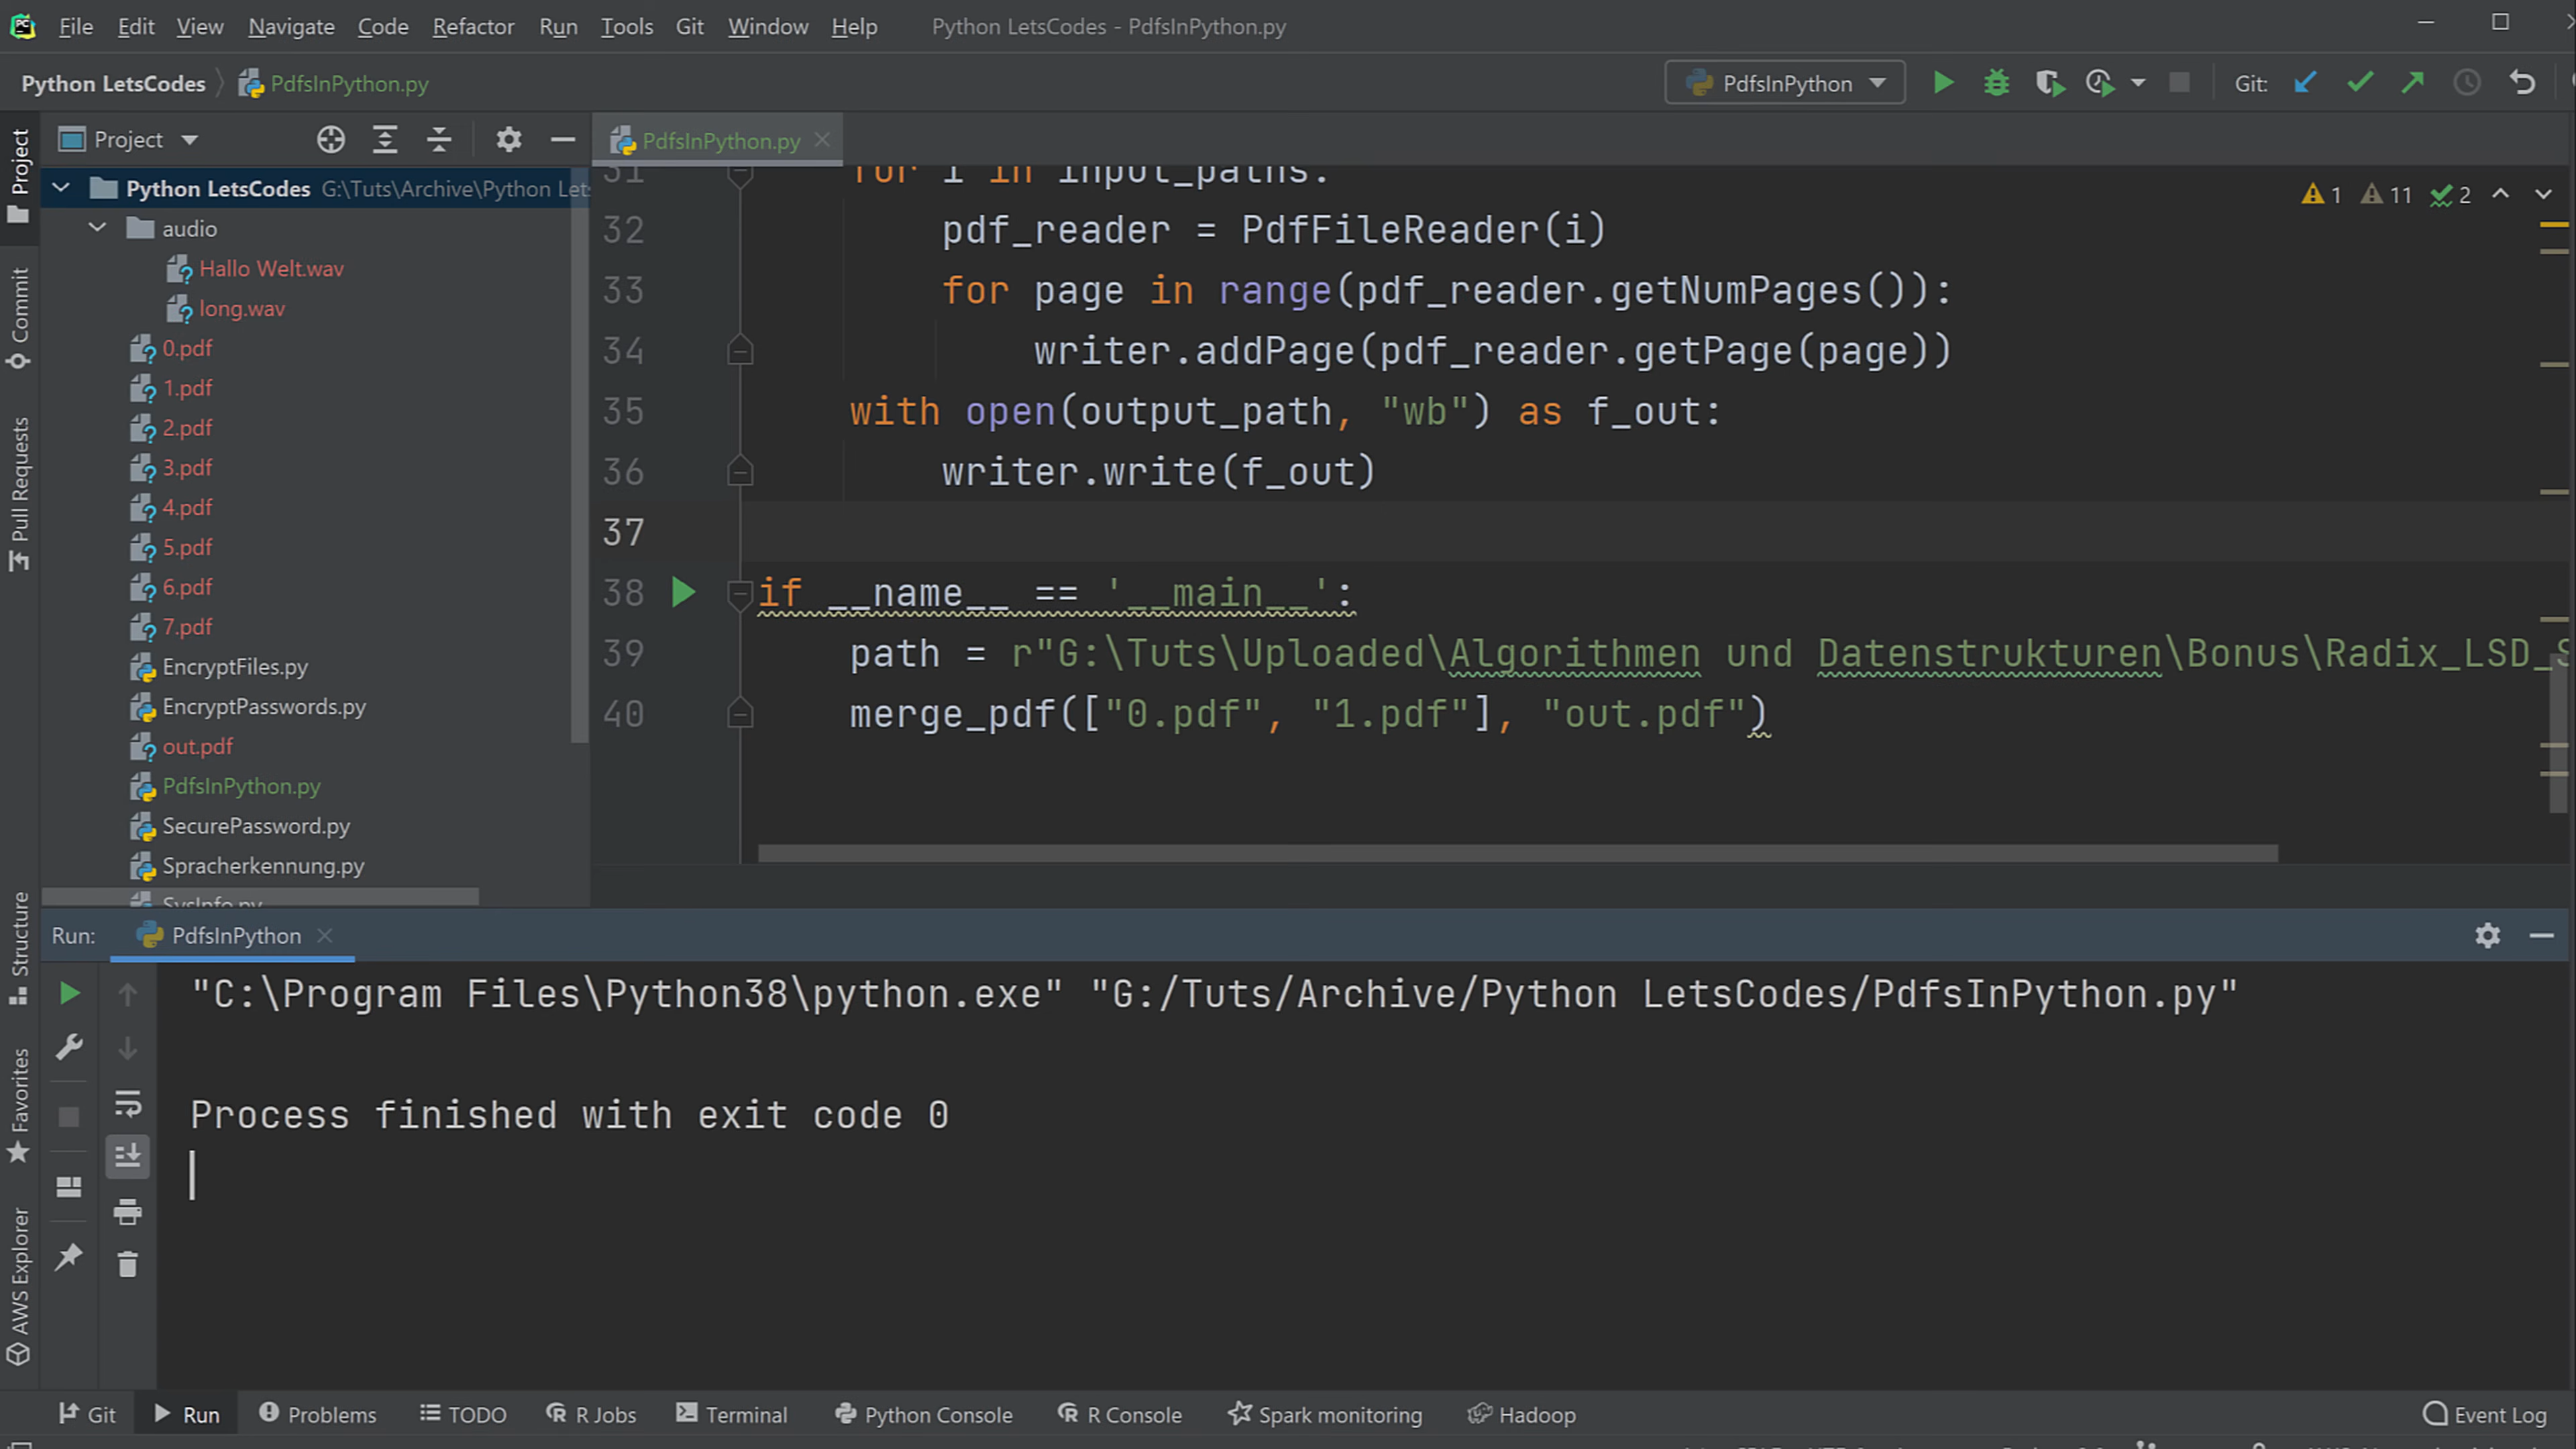 File Edit View Navigate Code Refactor Run Tools Git Window Help Python LetsCodes - PdfsInPython.py
Python LetsCodes PdfsInPython.py PdfsInPython Git:
Project
PdfsInPython.py
Python LetsCodes G:\Tuts\Archive\Python Lets
audio
Hallo Welt.wav
long.wav
0.pdf
1.pdf
2.pdf
3.pdf
4.pdf
5.pdf
6.pdf
7.pdf
EncryptFiles.py
EncryptPasswords.py
out.pdf
PdfsInPython.py
SecurePassword.py
Spracherkennung.py
SysInfo.py
Project
Commit
Pull Requests
Structure
Favorites
AWS Explorer
1 11 2
31 for i in input_paths:
32 pdf_reader = PdfFileReader(i)
33 for page in range(pdf_reader.getNumPages()):
34 writer.addPage(pdf_reader.getPage(page))
35 with open(output_path, "wb") as f_out:
36 writer.write(f_out)
37
38 if __name__ == '__main__':
39 path = r"G:\Tuts\Uploaded\Algorithmen und Datenstrukturen\Bonus\Radix_LSD_S
40 merge_pdf(["0.pdf", "1.pdf"], "out.pdf")
Run: PdfsInPython
"C:\Program Files\Python38\python.exe" "G:/Tuts/Archive/Python LetsCodes/PdfsInPython.py"
Process finished with exit code 0
Git Run Problems TODO R Jobs Terminal Python Console R Console Spark monitoring Hadoop Event Log